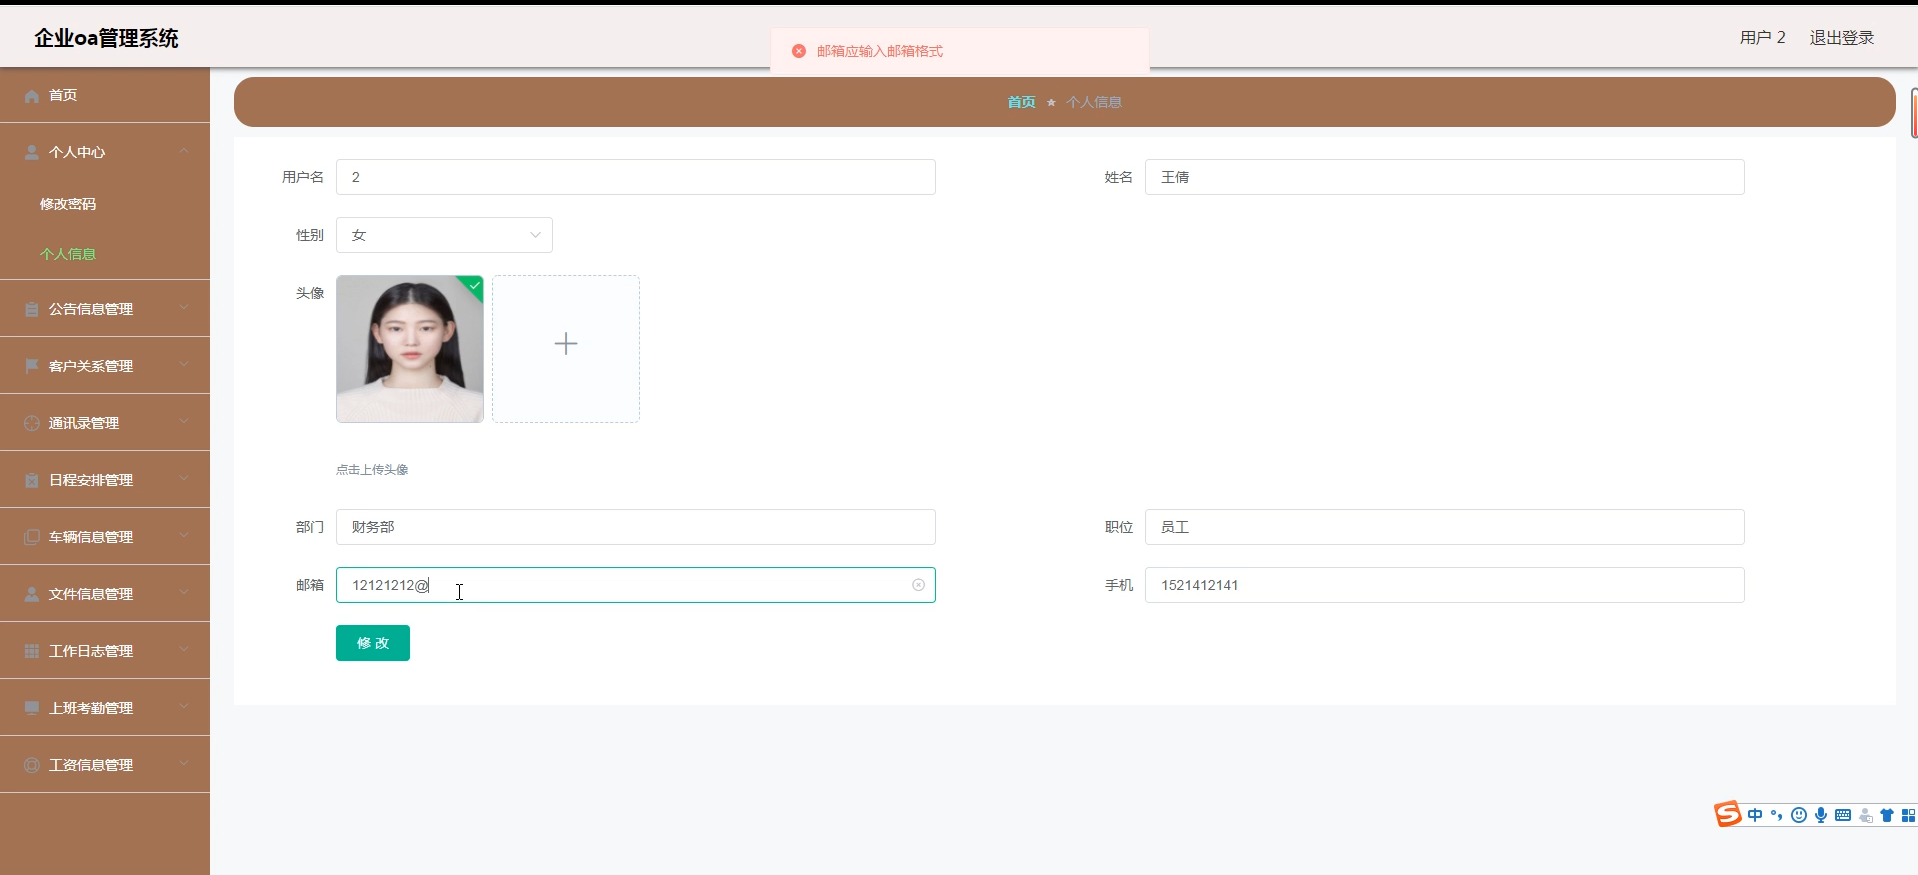 企业oa管理系统
邮箱应输入邮箱格式
用户 2
退出登录
首页
个人中心
修改密码
个人信息
公告信息管理
客户关系管理
通讯录管理
日程安排管理
车辆信息管理
文件信息管理
工作日志管理
上班考勤管理
工资信息管理
首页 ★ 个人信息
用户名 2
姓名 王倩
性别 女
头像
点击上传头像
部门 财务部
职位 员工
邮箱 12121212@
手机 1521412141
修 改
S 中 °,